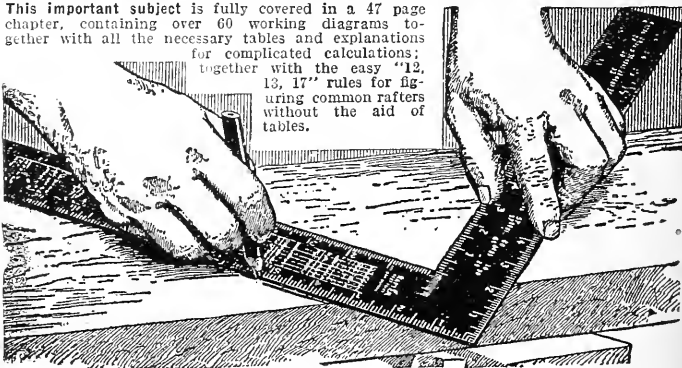 This important subject is fully covered in a 47 page
chapter, containing over 60 working diagrams to-
gether with all the necessary tables and explanations
for complicated calculations;
together with the easy "12,
13, 17" rules for fig-
uring common rafters
without the aid of
tables.